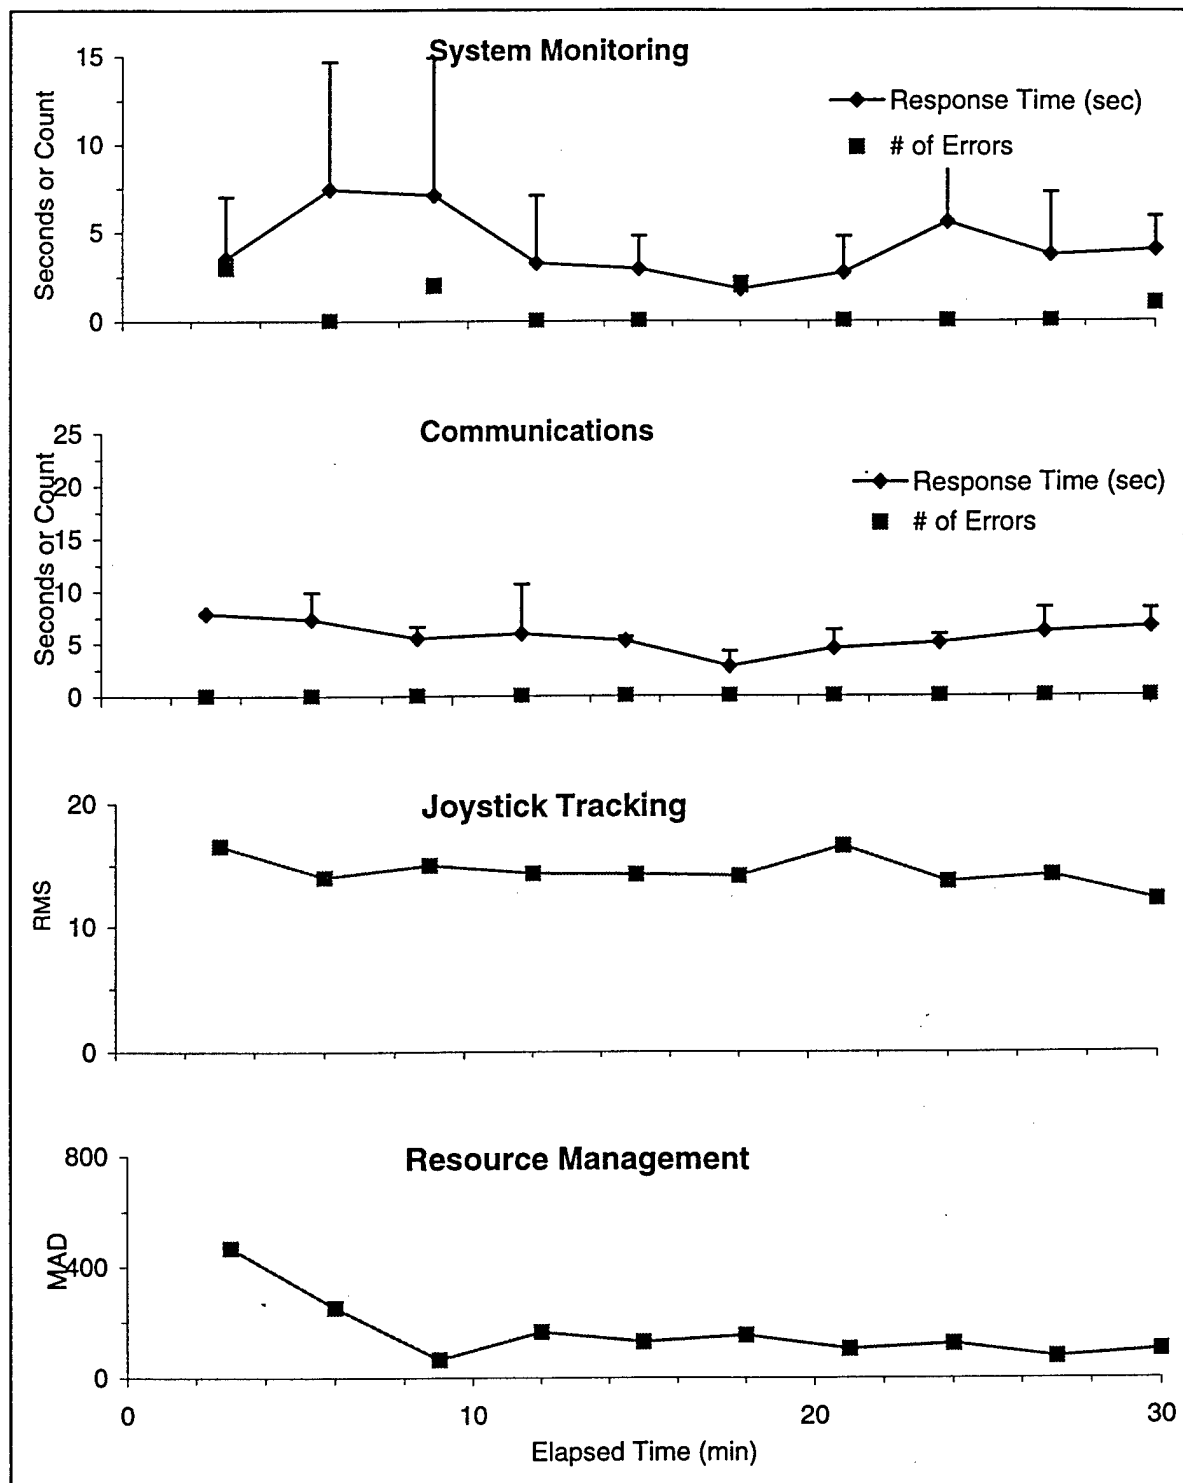 System Monitoring
15
10
5
0
Seconds or Count
Response Time (sec)
# of Errors
Communications
25
20
15
10
5
0
Seconds or Count
Response Time (sec)
# of Errors
Joystick Tracking
20
10
0
RMS
Resource Management
800
400
0
MAD
0 10 20 30
Elapsed Time (min)